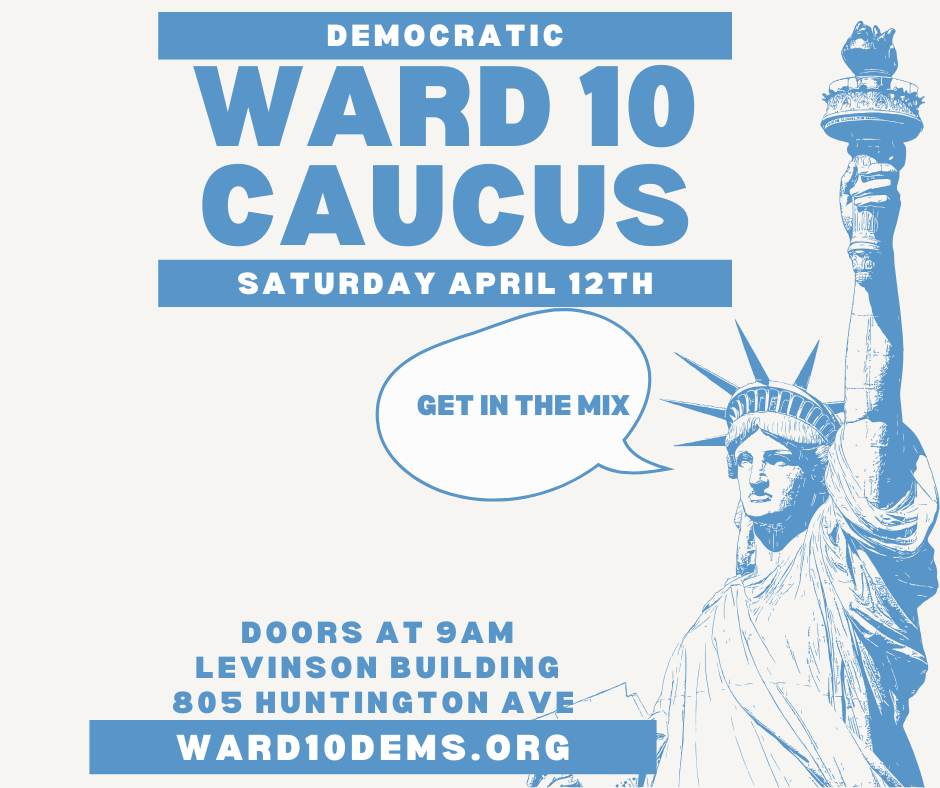 DEMOCRATIC
WARD 10
CAUCUS
SATURDAY APRIL 12TH
GET IN THE MIX
DOORS AT 9AM
LEVINSON BUILDING
805 HUNTINGTON AVE
WARD10DEMS.ORG